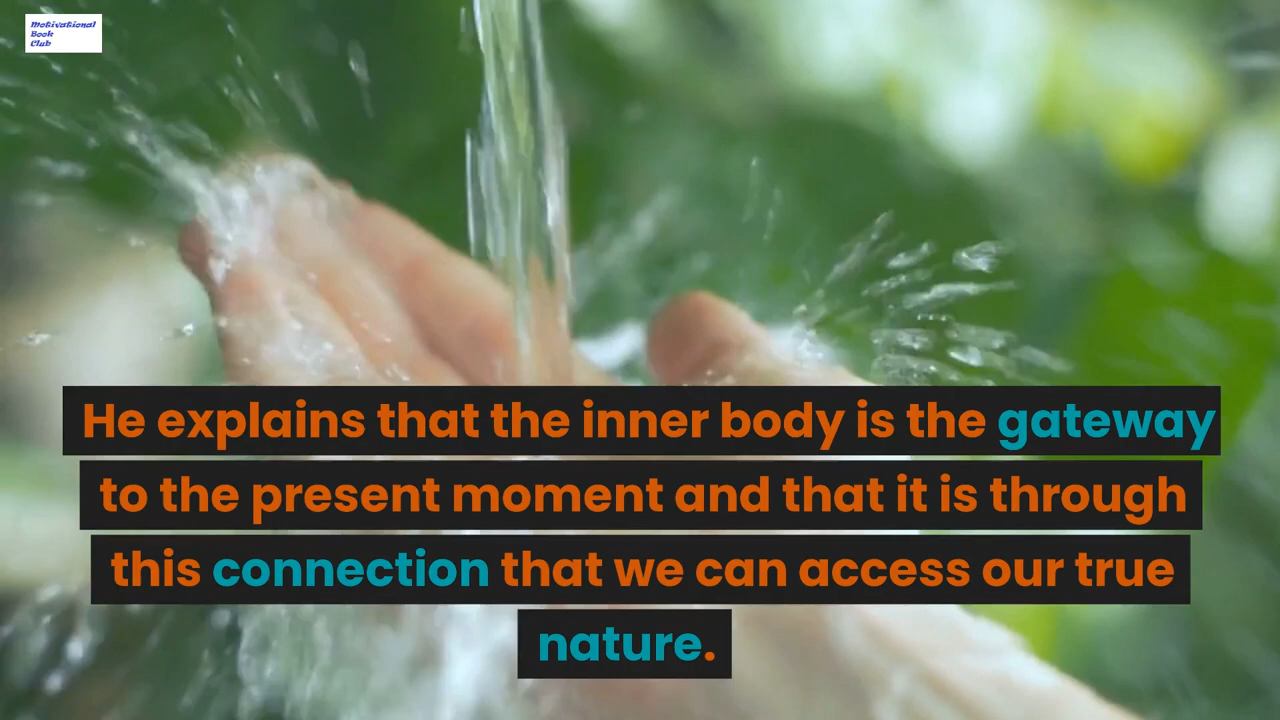 Motivational
Book
Club
He explains that the inner body is the gateway
to the present moment and that it is through
this connection that we can access our true
nature.